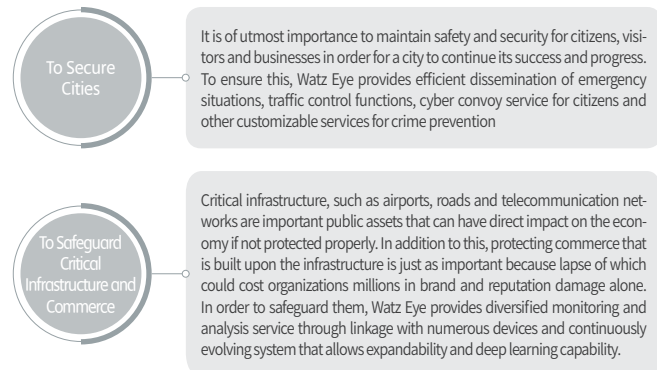 To Secure
Cities
It is of utmost importance to maintain safety and security for citizens, visi-
tors and businesses in order for a city to continue its success and progress.
To ensure this, Watz Eye provides efficient dissemination of emergency
situations, traffic control functions, cyber convoy service for citizens and
other customizable services for crime prevention
To Safeguard
Critical
Infrastructure and
Commerce
Critical infrastructure, such as airports, roads and telecommunication net-
works are important public assets that can have direct impact on the econ-
omy if not protected properly. In addition to this, protecting commerce that
is built upon the infrastructure is just as important because lapse of which
could cost organizations millions in brand and reputation damage alone.
In order to safeguard them, Watz Eye provides diversified monitoring and
analysis service through linkage with numerous devices and continuously
evolving system that allows expandability and deep learning capability.